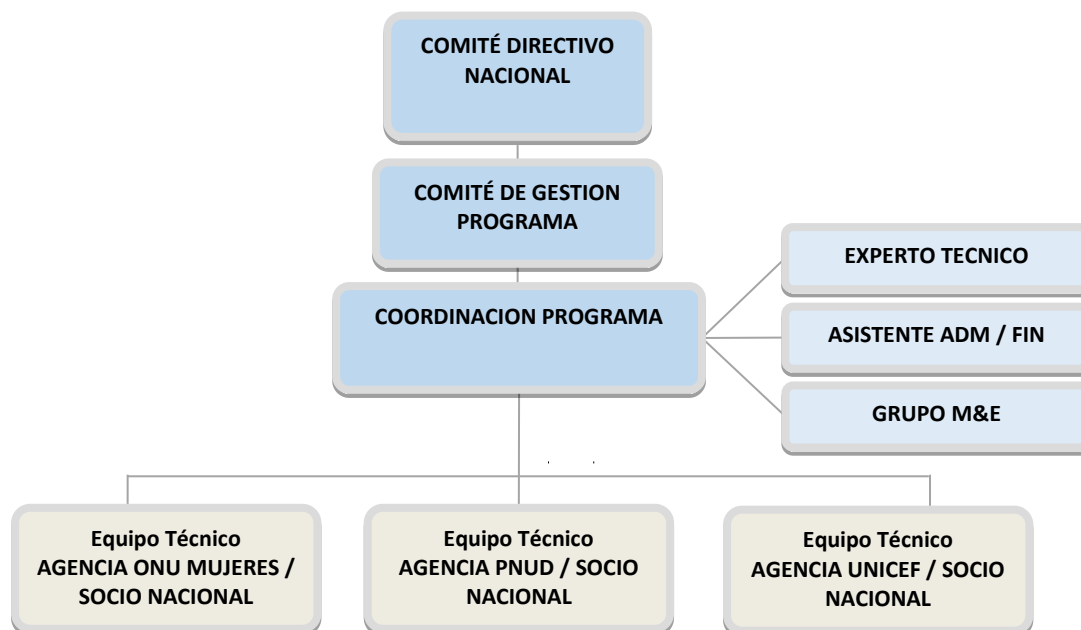 COMITÉ DIRECTIVO
NACIONAL
COMITÉ DE GESTION
PROGRAMA
COORDINACION PROGRAMA
EXPERTO TECNICO
ASISTENTE ADM / FIN
GRUPO M&E
Equipo Técnico
AGENCIA ONU MUJERES /
SOCIO NACIONAL
Equipo Técnico
AGENCIA PNUD / SOCIO
NACIONAL
Equipo Técnico
AGENCIA UNICEF / SOCIO
NACIONAL